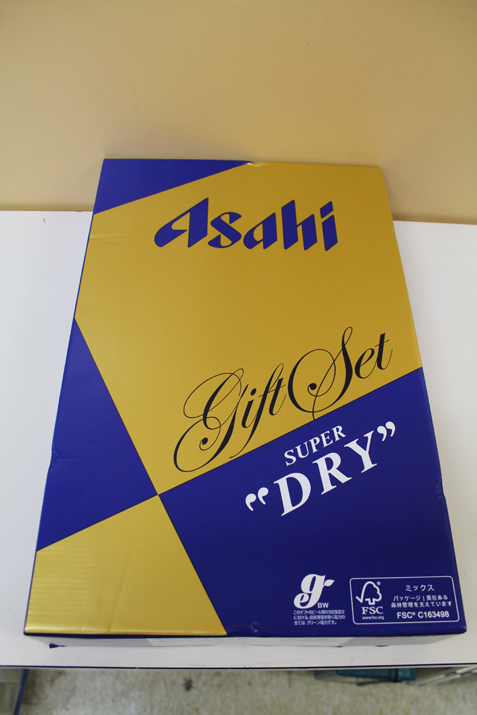 Asahi
Gift Set
SUPER
"DRY"
g
BW
ミックス
パッケージ | 責任ある
森林管理を支えています
FSC
www.fsc.org
FSC® C163498